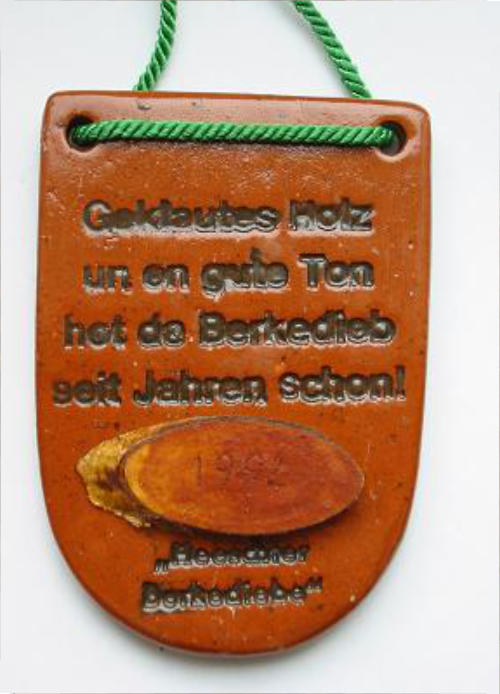 Geklautes Holz
un en gute Ton
hot de Berkedieb
seit Jahren schon!
Berkediebe“